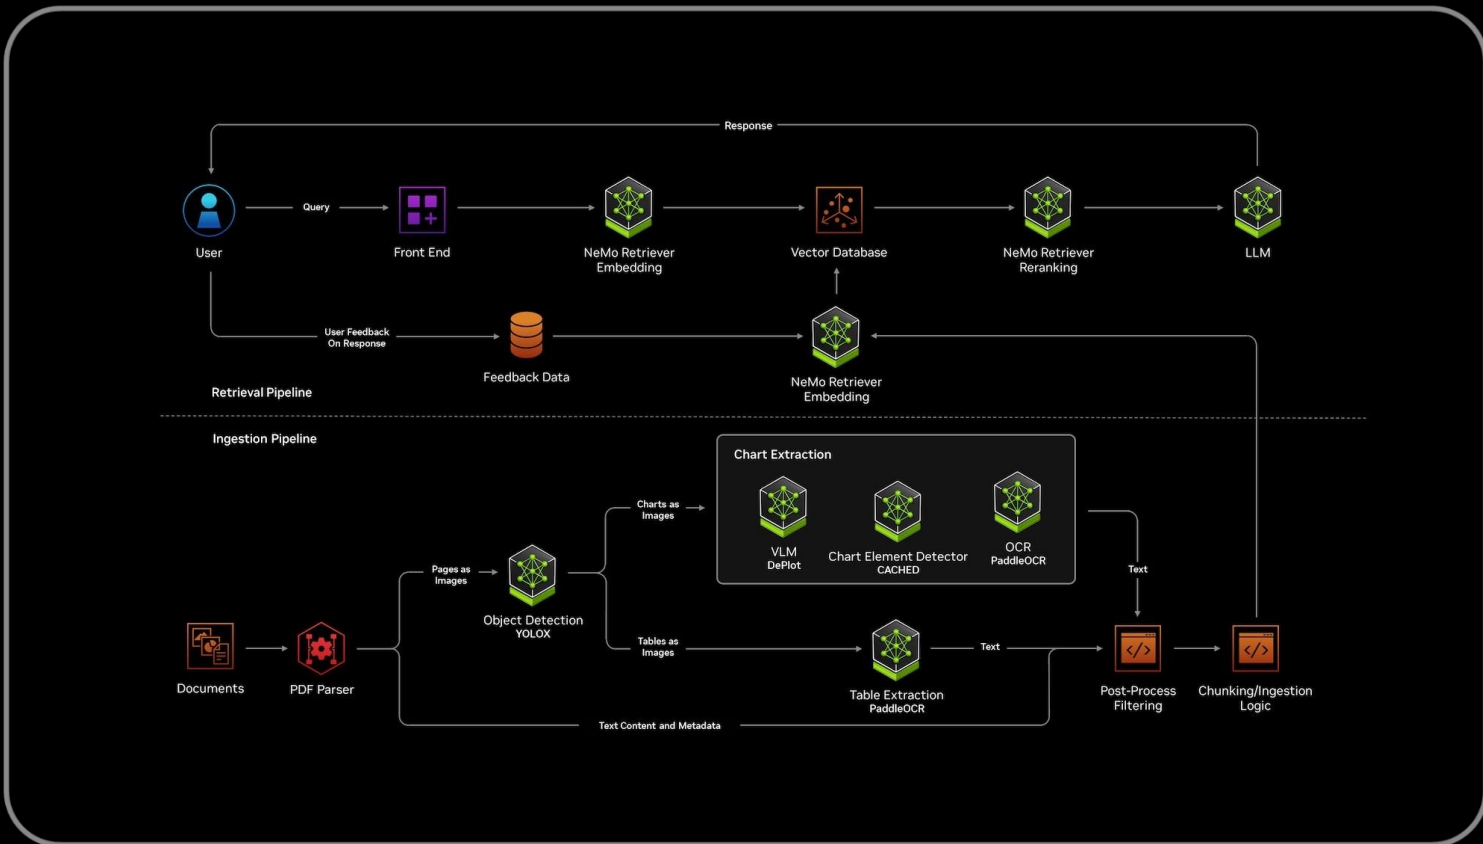 Response
Query
User
Front End
NeMo Retriever
Embedding
Vector Database
NeMo Retriever
Reranking
LLM
User Feedback
On Response
Feedback Data
NeMo Retriever
Embedding
Retrieval Pipeline
Ingestion Pipeline
Chart Extraction
Charts as
Images
VLM
DePlot
Chart Element Detector
CACHED
OCR
PaddleOCR
Pages as
Images
Text
Object Detection
YOLOX
Tables as
Images
Text
Documents
PDF Parser
Table Extraction
PaddleOCR
Post-Process
Filtering
Chunking/Ingestion
Logic
Text Content and Metadata